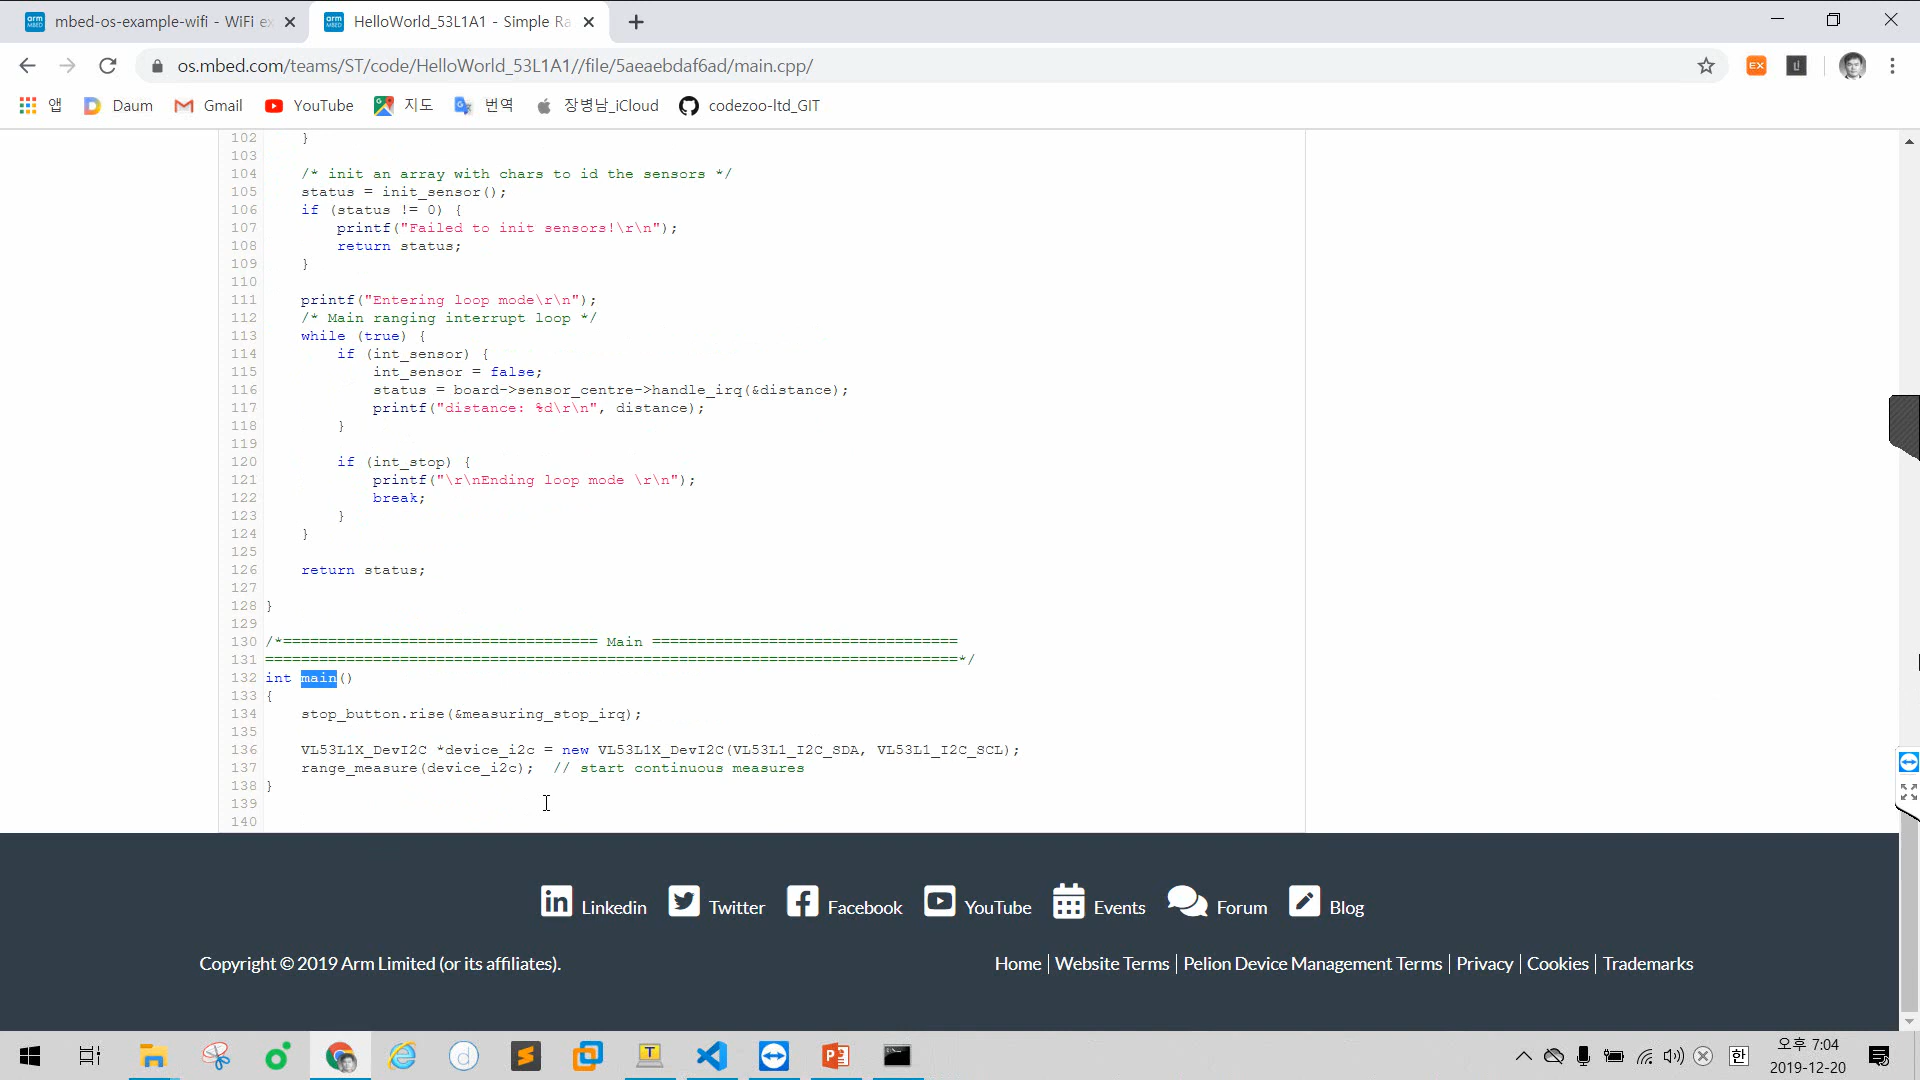 mbed-os-example-wifi - WiFi ex
HelloWorld_53L1A1 - Simple Ra
os.mbed.com/teams/ST/code/HelloWorld_53L1A1//file/5aeaebdaf6ad/main.cpp/
앱 Daum Gmail YouTube 지도 번역 장병남_iCloud codezoo-ltd_GIT
102 }
103
104 /* init an array with chars to id the sensors */
105 status = init_sensor();
106 if (status != 0) {
107 printf("Failed to init sensors!\r\n");
108 return status;
109 }
110
111 printf("Entering loop mode\r\n");
112 /* Main ranging interrupt loop */
113 while (true) {
114 if (int_sensor) {
115 int_sensor = false;
116 status = board->sensor_centre->handle_irq(&distance);
117 printf("distance: %d\r\n", distance);
118 }
119
120 if (int_stop) {
121 printf("\r\nEnding loop mode \r\n");
122 break;
123 }
124 }
125
126 return status;
127
128 }
129
130 /*=================================== Main ==================================
131 =============================================================================*/
132 int main()
133 {
134 stop_button.rise(&measuring_stop_irq);
135
136 VL53L1X_DevI2C *device_i2c = new VL53L1X_DevI2C(VL53L1_I2C_SDA, VL53L1_I2C_SCL);
137 range_measure(device_i2c); // start continuous measures
138 }
139
140
Linkedin Twitter Facebook YouTube Events Forum Blog
Copyright © 2019 Arm Limited (or its affiliates).
Home | Website Terms | Pelion Device Management Terms | Privacy | Cookies | Trademarks
한
오후 7:04
2019-12-20